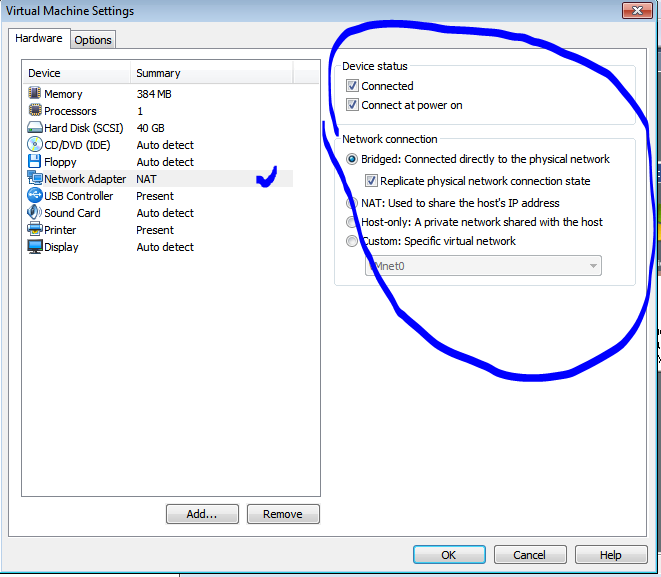 Virtual Machine Settings
Hardware
Options
Device Summary
Memory 384 MB
Processors 1
Hard Disk (SCSI) 40 GB
CD/DVD (IDE) Auto detect
Floppy Auto detect
Network Adapter NAT
USB Controller Present
Sound Card Auto detect
Printer Present
Display Auto detect
Add... Remove
Device status
Connected
Connect at power on
Network connection
Bridged: Connected directly to the physical network
Replicate physical network connection state
NAT: Used to share the host's IP address
Host-only: A private network shared with the host
Custom: Specific virtual network
VMnet0
OK Cancel Help